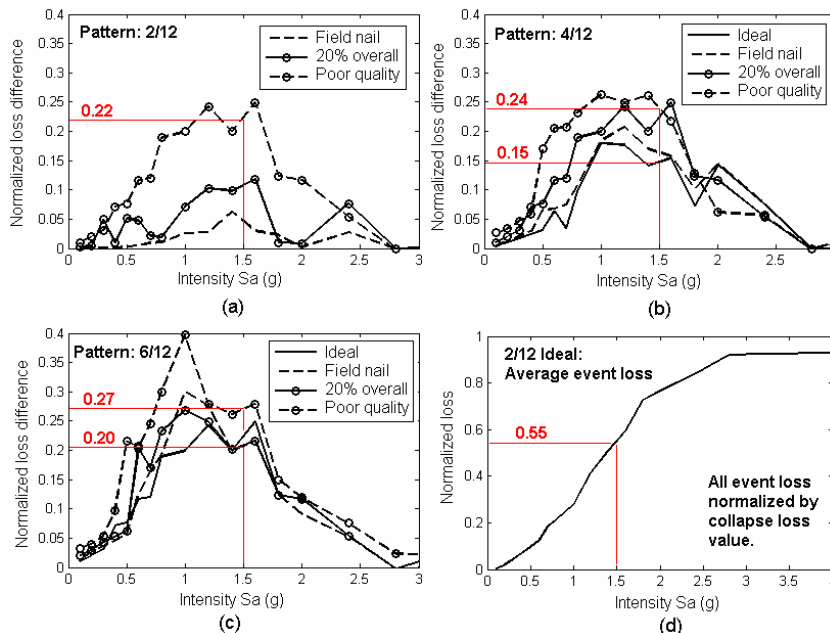 (a)
Pattern: 2/12
Field nail
20% overall
Poor quality
0.22
Normalized loss difference
0.4
0.35
0.3
0.25
0.2
0.15
0.1
0.05
0
0 0.5 1 1.5 2 2.5 3
Intensity Sa (g)
(a)
(b)
Pattern: 4/12
Ideal
Field nail
20% overall
Poor quality
0.24
0.15
Normalized loss difference
0.4
0.35
0.3
0.25
0.2
0.15
0.1
0.05
0
0 0.5 1 1.5 2 2.5 3
Intensity Sa (g)
(b)
Pattern: 6/12
Ideal
Field nail
20% overall
Poor quality
0.27
0.20
Normalized loss difference
0.4
0.35
0.3
0.25
0.2
0.15
0.1
0.05
0
0 0.5 1 1.5 2 2.5 3
Intensity Sa (g)
(c)
2/12 Ideal:
Average event loss
0.55
All event loss
normalized by
collapse loss
value.
Normalized loss
1
0.8
0.6
0.4
0.2
0
0 0.5 1 1.5 2 2.5 3 3.5
Intensity Sa (g)
(d)